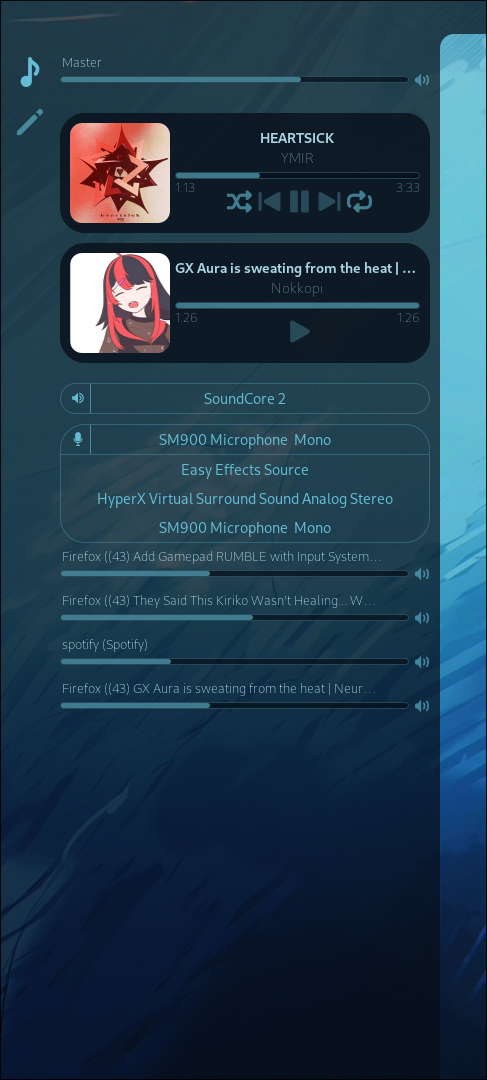 Master
heartsick
HEARTSICK
YMIR
1:13
3:33
GX Aura is sweating from the heat | ...
Nokkopi
1:26
1:26
SoundCore 2
SM900 Microphone Mono
Easy Effects Source
HyperX Virtual Surround Sound Analog Stereo
SM900 Microphone Mono
Firefox ((43) Add Gamepad RUMBLE with Input System...
Firefox ((43) They Said This Kiriko Wasn't Healing... W...
spotify (Spotify)
Firefox ((43) GX Aura is sweating from the heat | Neur...